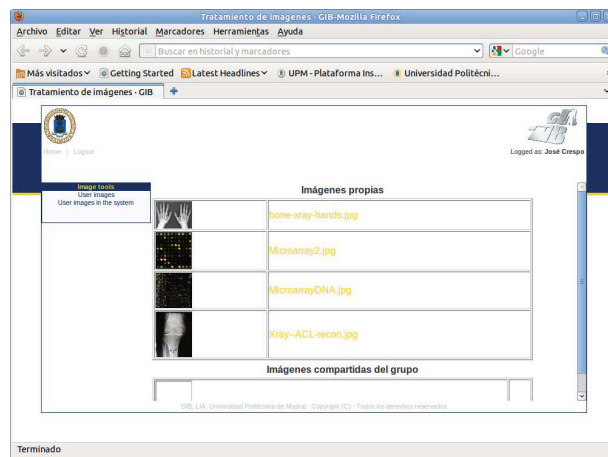 Tratamiento de imágenes - GIB-Mozilla Firefox
Archivo Editar Ver Historial Marcadores Herramientas Ayuda
Buscar en historial y marcadores
Google
Más visitados Getting Started Latest Headlines UPM - Plataforma Ins... Universidad Politécni...
Tratamiento de imágenes - GIB
GIB
Home | Logout
Logged as: José Crespo
Image tools
User images
User images in the system
Imágenes propias
bone-xray-hands.jpg
Microarray2.jpg
MicroarrayDNA.jpg
Xray--ACL-recon.jpg
Imágenes compartidas del grupo
GIB, LIA, Universidad Politécnica de Madrid - Copyright (C) - Todos los derechos reservados
Terminado